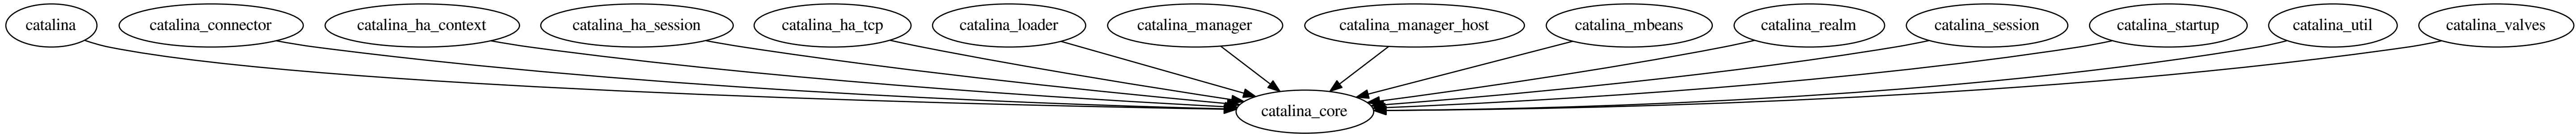 catalina
catalina_connector
catalina_ha_context
catalina_ha_session
catalina_ha_tcp
catalina_loader
catalina_manager
catalina_manager_host
catalina_mbeans
catalina_realm
catalina_session
catalina_startup
catalina_util
catalina_valves
catalina_core